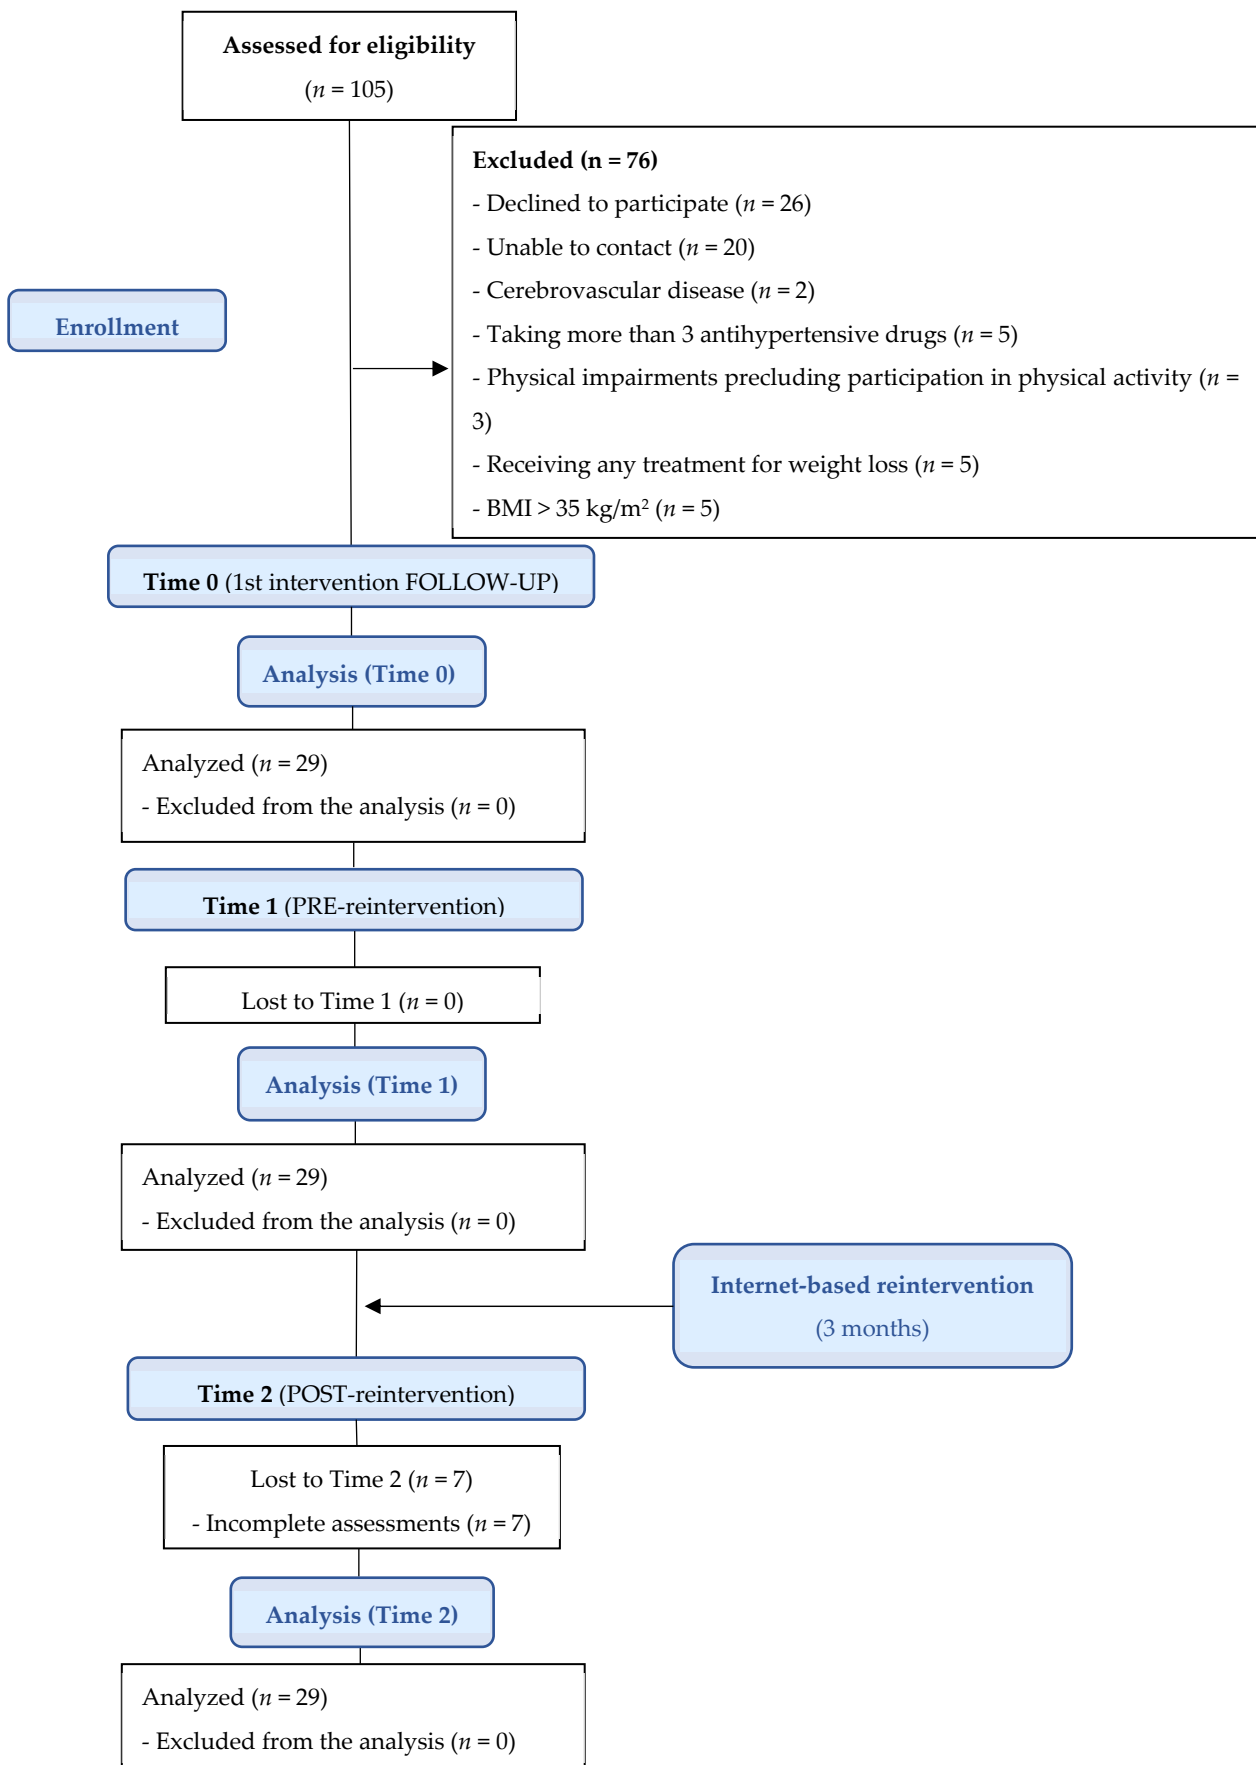 Assessed for eligibility
(n = 105)
Excluded (n = 76)
- Declined to participate (n = 26)
- Unable to contact (n = 20)
- Cerebrovascular disease (n = 2)
- Taking more than 3 antihypertensive drugs (n = 5)
- Physical impairments precluding participation in physical activity (n =
3)
- Receiving any treatment for weight loss (n = 5)
- BMI > 35 kg/m² (n = 5)
Enrollment
Time 0 (1st intervention FOLLOW-UP)
Analysis (Time 0)
Analyzed (n = 29)
- Excluded from the analysis (n = 0)
Time 1 (PRE-reintervention)
Lost to Time 1 (n = 0)
Analysis (Time 1)
Analyzed (n = 29)
- Excluded from the analysis (n = 0)
Internet-based reintervention
(3 months)
Time 2 (POST-reintervention)
Lost to Time 2 (n = 7)
- Incomplete assessments (n = 7)
Analysis (Time 2)
Analyzed (n = 29)
- Excluded from the analysis (n = 0)